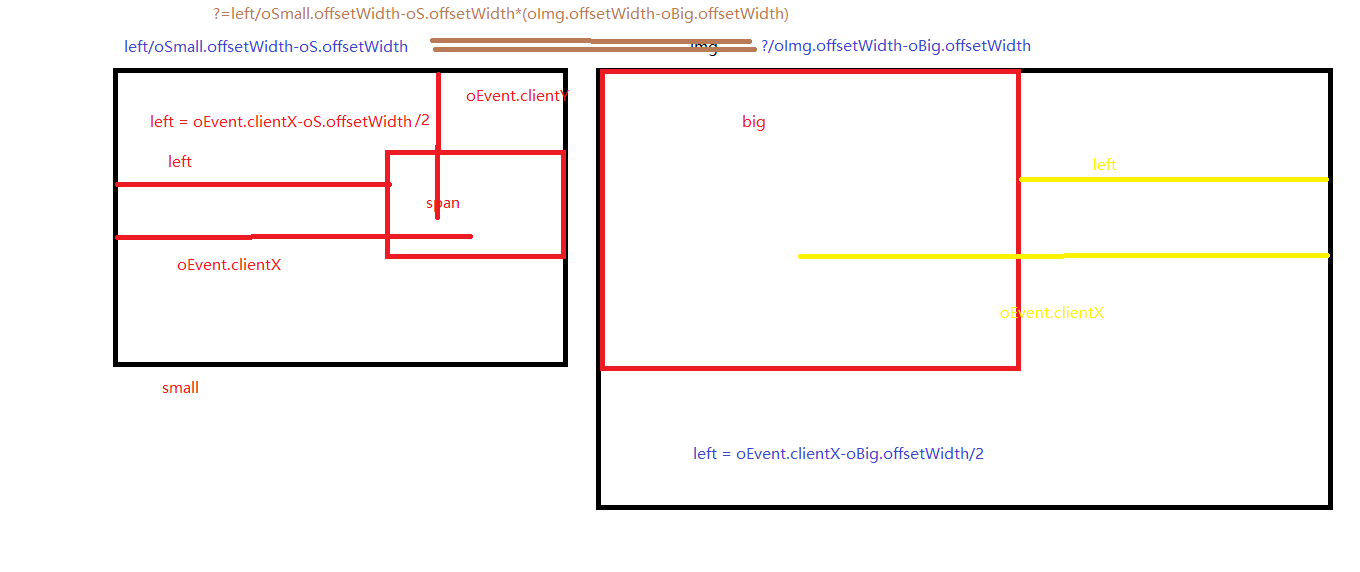 ?=left/oSmall.offsetWidth-oS.offsetWidth*(oImg.offsetWidth-oBig.offsetWidth)
left/oSmall.offsetWidth-oS.offsetWidth
img
?/oImg.offsetWidth-oBig.offsetWidth
oEvent.clientY
left = oEvent.clientX-oS.offsetWidth/2
big
left
left
span
oEvent.clientX
oEvent.clientX
small
left = oEvent.clientX-oBig.offsetWidth/2